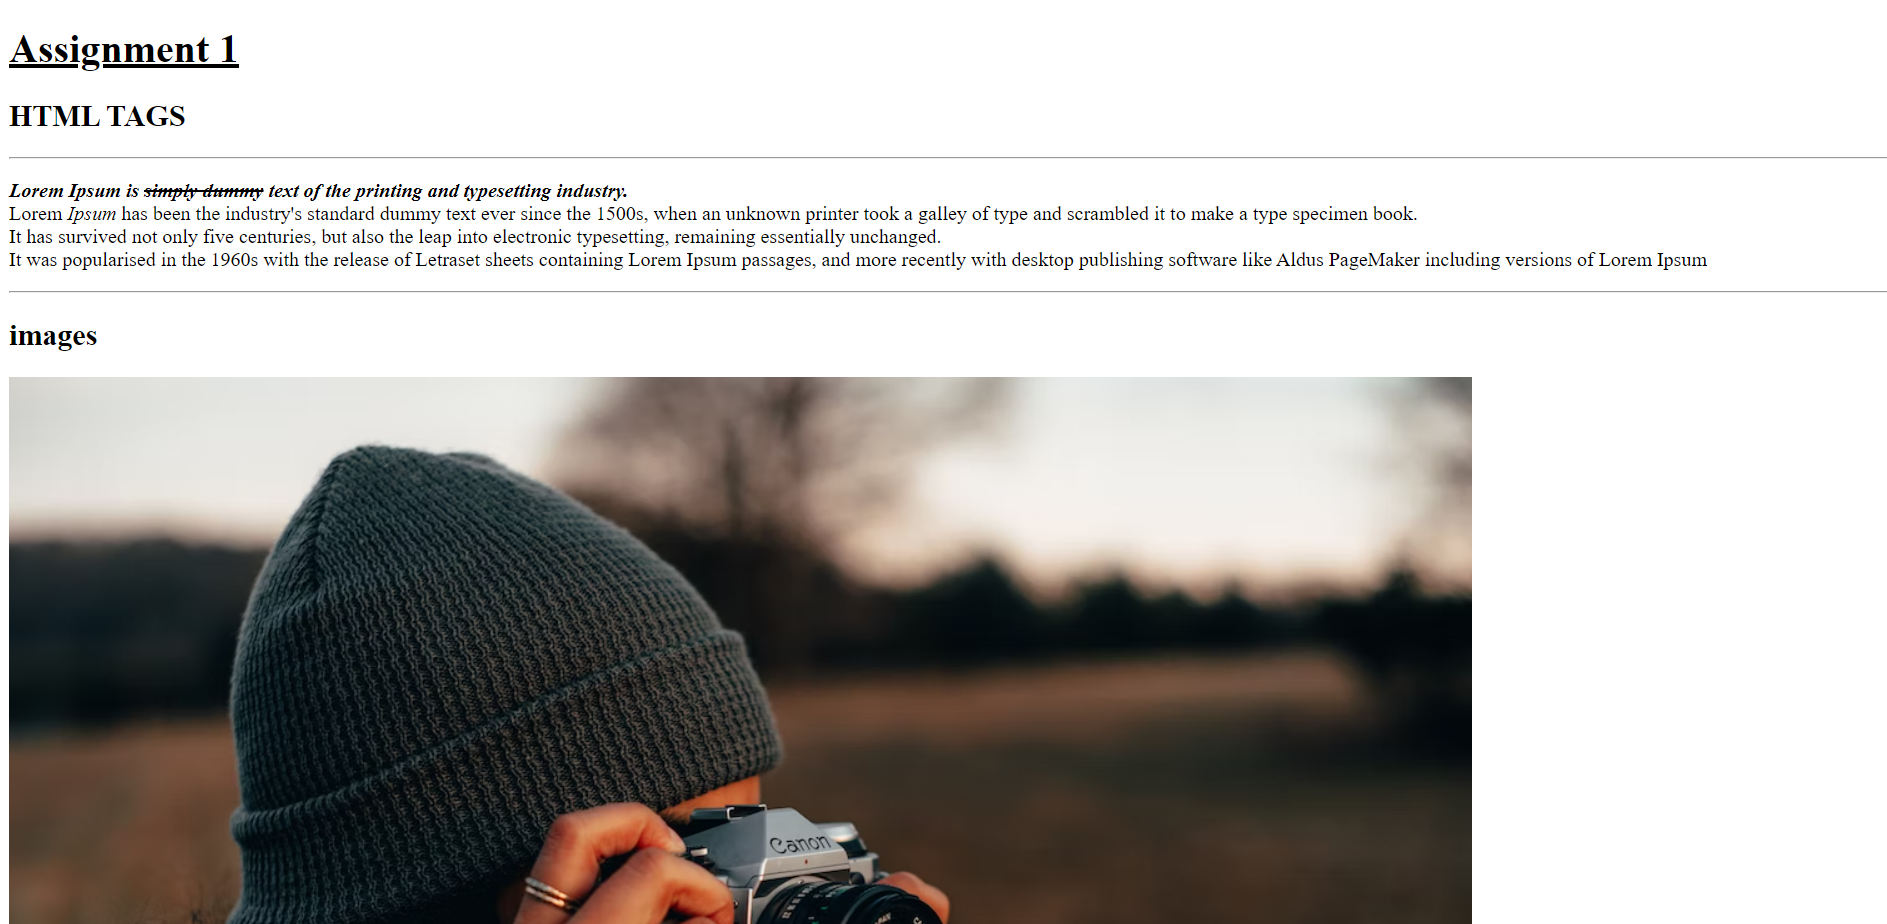 Assignment 1
HTML TAGS
Lorem Ipsum is simply dummy text of the printing and typesetting industry.
Lorem Ipsum has been the industry's standard dummy text ever since the 1500s, when an unknown printer took a galley of type and scrambled it to make a type specimen book.
It has survived not only five centuries, but also the leap into electronic typesetting, remaining essentially unchanged.
It was popularised in the 1960s with the release of Letraset sheets containing Lorem Ipsum passages, and more recently with desktop publishing software like Aldus PageMaker including versions of Lorem Ipsum
images
Canon